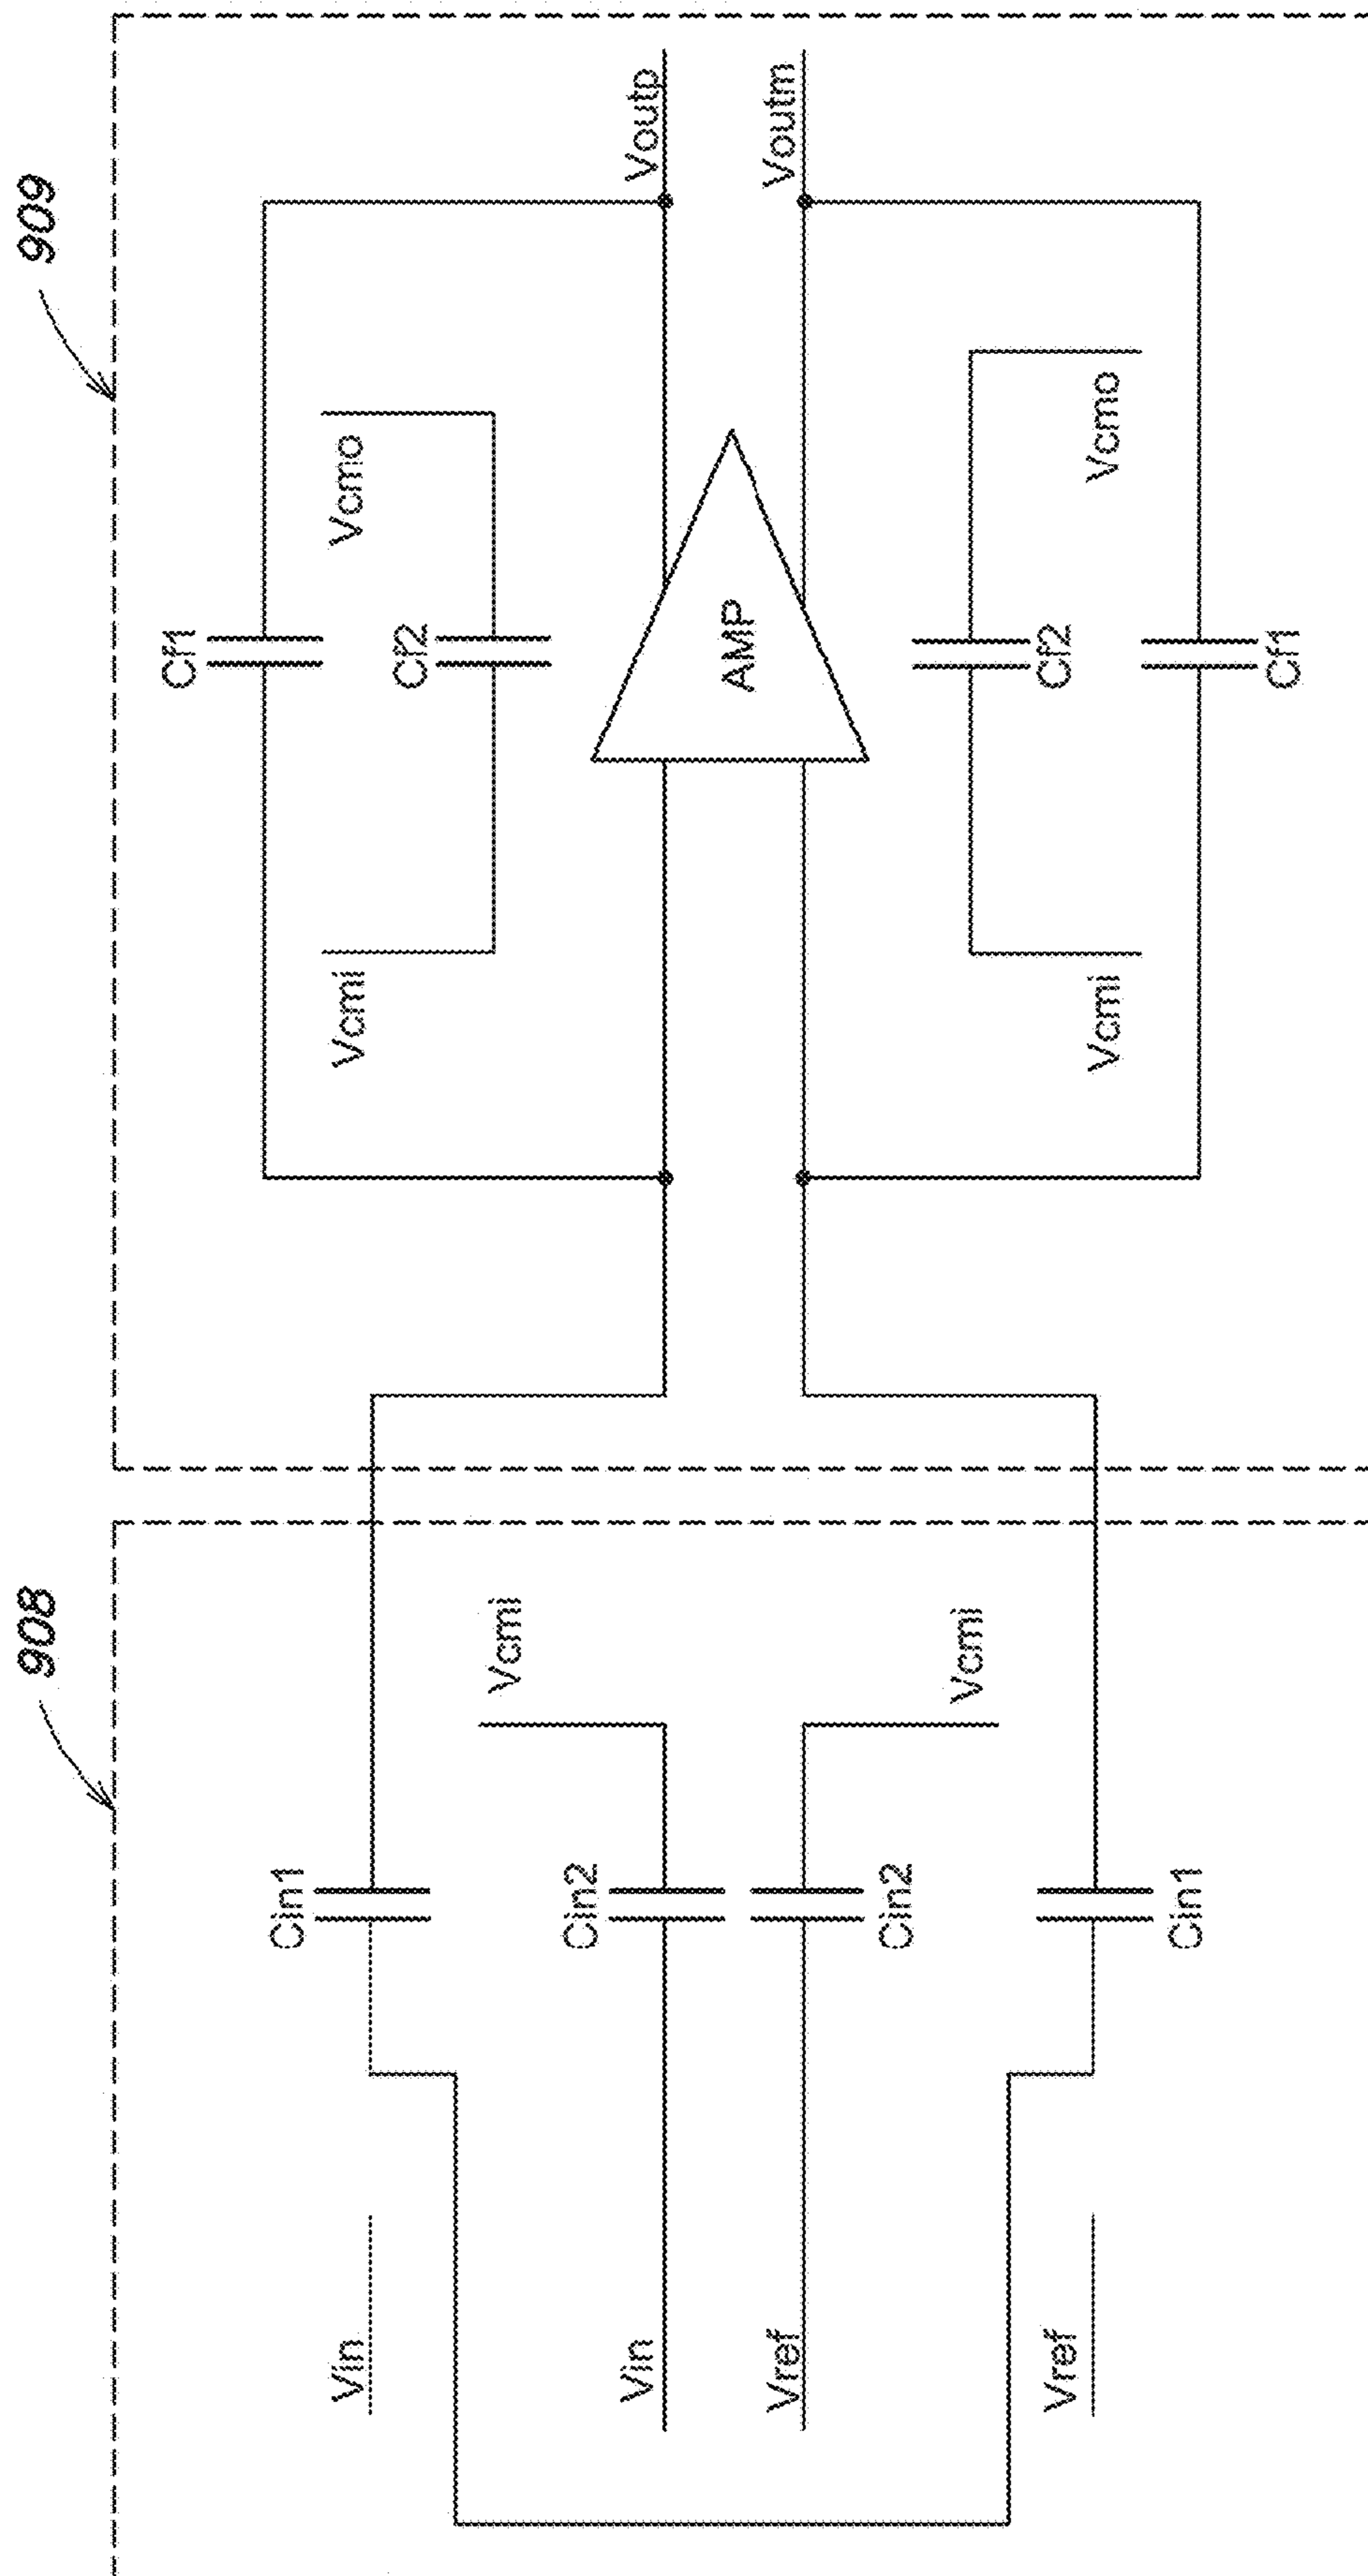 908
909
Vin
Vin
Vref
Vref
Cin1
Cin2
Cin2
Cin1
Vcmi
Vcmi
Vcmi
Vcmi
Cf1
Cf2
AMP
Cf2
Cf1
Vcmo
Vcmo
Voutp
Voutm